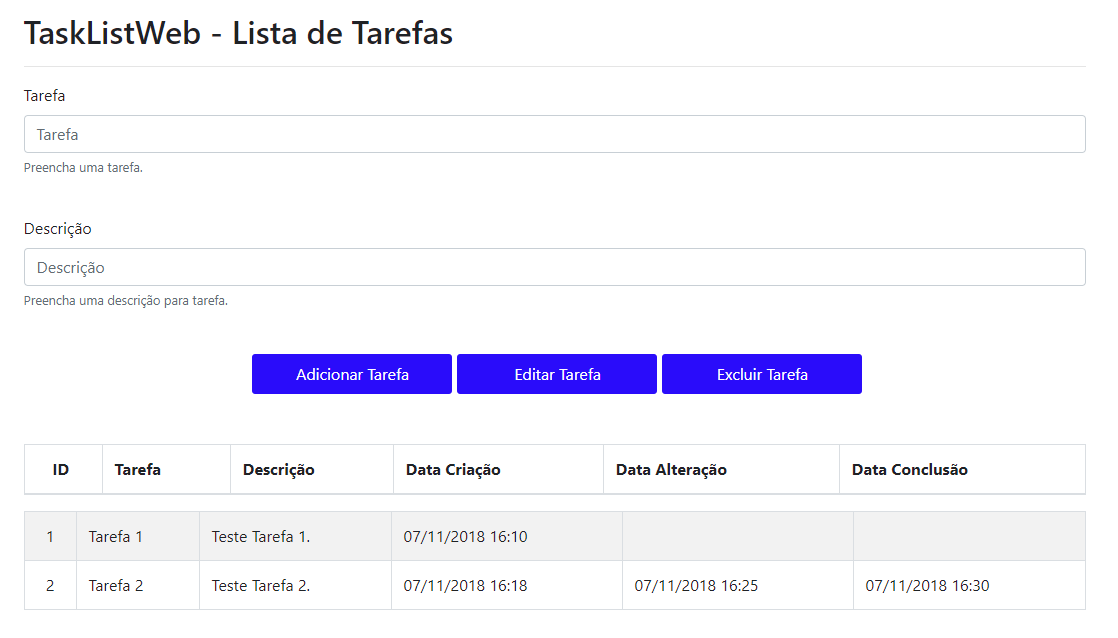 TaskListWeb - Lista de Tarefas
Tarefa
Tarefa
Preencha uma tarefa.
Descrição
Descrição
Preencha uma descrição para tarefa.
Adicionar Tarefa Editar Tarefa Excluir Tarefa
ID Tarefa Descrição Data Criação Data Alteração Data Conclusão
1 Tarefa 1 Teste Tarefa 1. 07/11/2018 16:10
2 Tarefa 2 Teste Tarefa 2. 07/11/2018 16:18 07/11/2018 16:25 07/11/2018 16:30